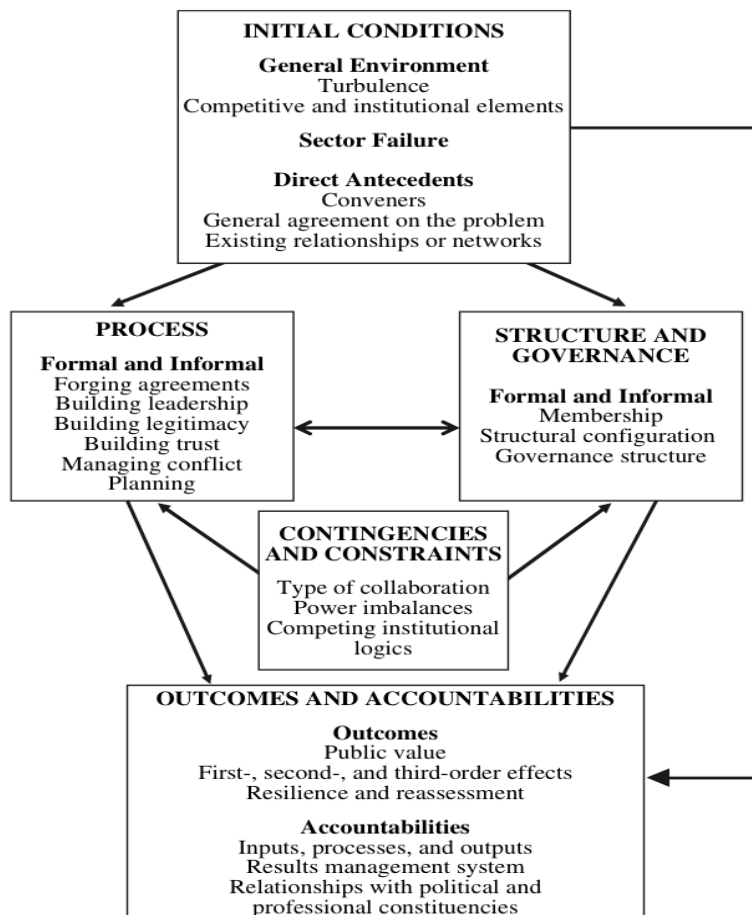 INITIAL CONDITIONS
General Environment
Turbulence
Competitive and institutional elements
Sector Failure
Direct Antecedents
Conveners
General agreement on the problem
Existing relationships or networks
PROCESS
Formal and Informal
Forging agreements
Building leadership
Building legitimacy
Building trust
Managing conflict
Planning
STRUCTURE AND
GOVERNANCE
Formal and Informal
Membership
Structural configuration
Governance structure
CONTINGENCIES
AND CONSTRAINTS
Type of collaboration
Power imbalances
Competing institutional
logics
OUTCOMES AND ACCOUNTABILITIES
Outcomes
Public value
First-, second-, and third-order effects
Resilience and reassessment
Accountabilities
Inputs, processes, and outputs
Results management system
Relationships with political and
professional constituencies